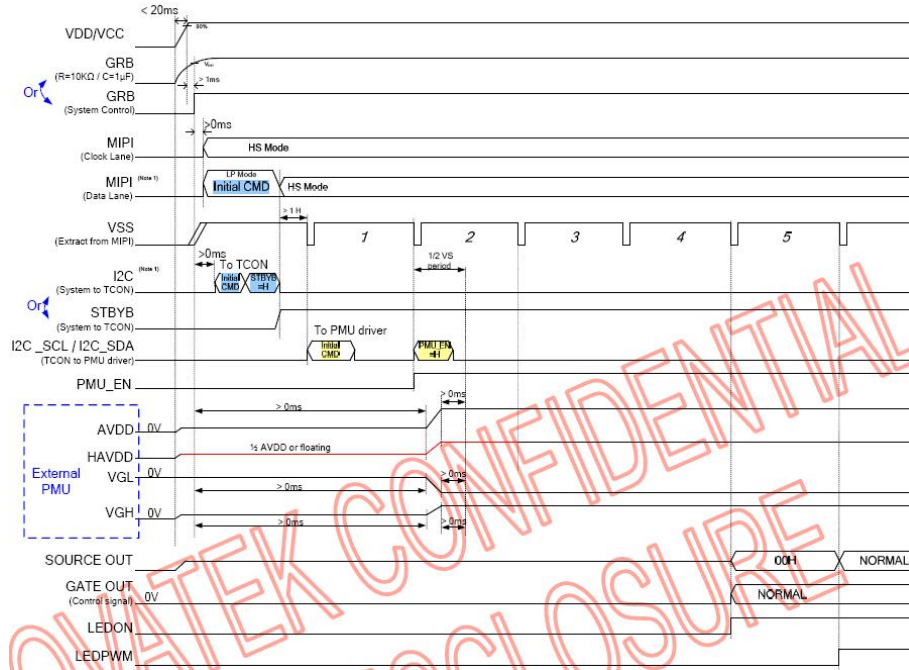 < 20ms
VDD/VCC
90%
GRB
(R=10KΩ / C=1μF)
> 1ms
Or
GRB
(System Control)
>0ms
MIPI
(Clock Lane)
HS Mode
MIPI (Note 1)
(Data Lane)
LP Mode
Initial CMD
HS Mode
> 1 H
VSS
(Extract from MIPI)
1
2
3
4
5
1/2 VS
period
>0ms
To TCON
I2C (Note 1)
(System to TCON)
Initial
CMD
STBYB
=H
Or
STBYB
(System to TCON)
To PMU driver
I2C _SCL / I2C_SDA
(TCON to PMU driver)
Initial
CMD
PMU_EN
=H
PMU_EN
> 0ms
> 0ms
AVDD
0V
½ AVDD or floating
HAVDD
External
PMU
VGL
0V
> 0ms
> 0ms
VGH
0V
> 0ms
>0ms
SOURCE OUT
00H
NORMAL
GATE OUT
(Control signal)
0V
NORMAL
LEDON
LEDPWM
OVATEK CONFIDENTIAL
DISCLOSURE